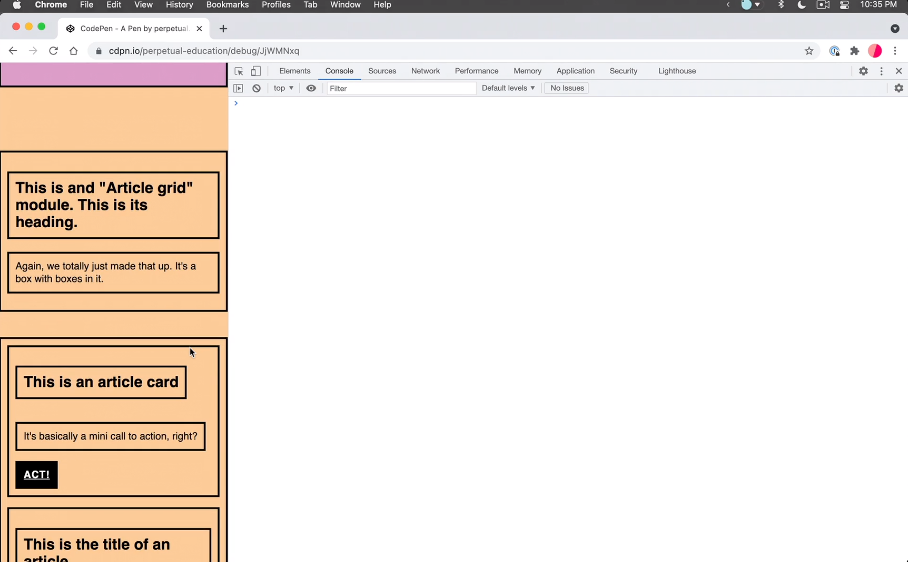 Chrome File Edit View History Bookmarks Profiles Tab Window Help 10:35 PM
CodePen - A Pen by perpetual.
cdpn.io/perpetual-education/debug/JjWMNxq
Elements Console Sources Network Performance Memory Application Security Lighthouse
top Filter Default levels No Issues
This is and "Article grid"
module. This is its
heading.
Again, we totally just made that up. It's a
box with boxes in it.
This is an article card
It's basically a mini call to action, right?
ACT!
This is the title of an
article